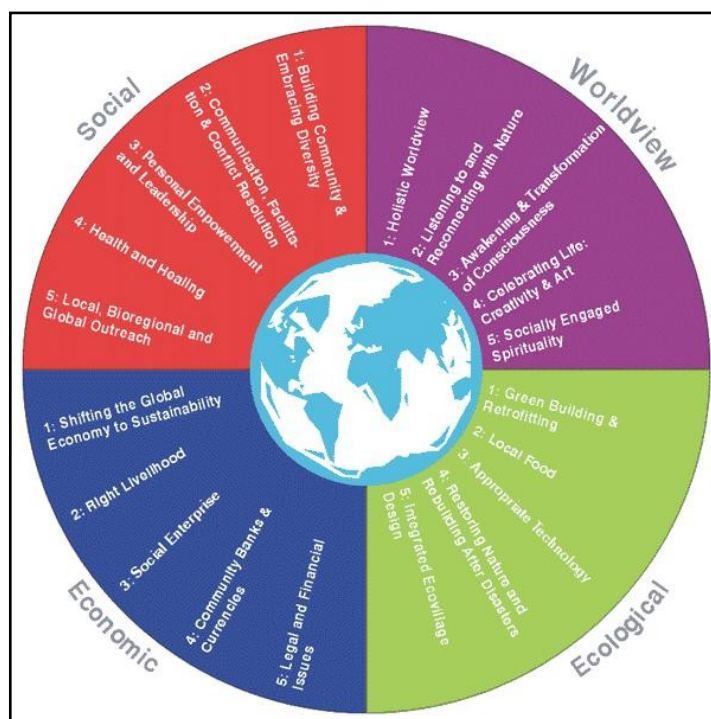 Social
1: Building Community &
Embracing Diversity
2: Communication, Facilita-
tion & Conflict Resolution
3: Personal Empowerment
and Leadership
4: Health and Healing
5: Local, Bioregional and
Global Outreach
Worldview
1: Holistic Worldview
2: Listening to and
Reconnecting with Nature
3: Awakening & Transformation
of Consciousness
4: Celebrating Life:
Creativity & Art
5: Socially Engaged
Spirituality
Economic
1: Shifting the Global
Economy to Sustainability
2: Right Livelihood
3: Social Enterprise
4: Community Banks &
Currencies
5: Legal and Financial
Issues
Ecological
1: Green Building &
Retrofitting
2: Local Food
3: Appropriate Technology
4: Restoring Nature and
Rebuilding After Disasters
5: Integrated Ecovillage
Design